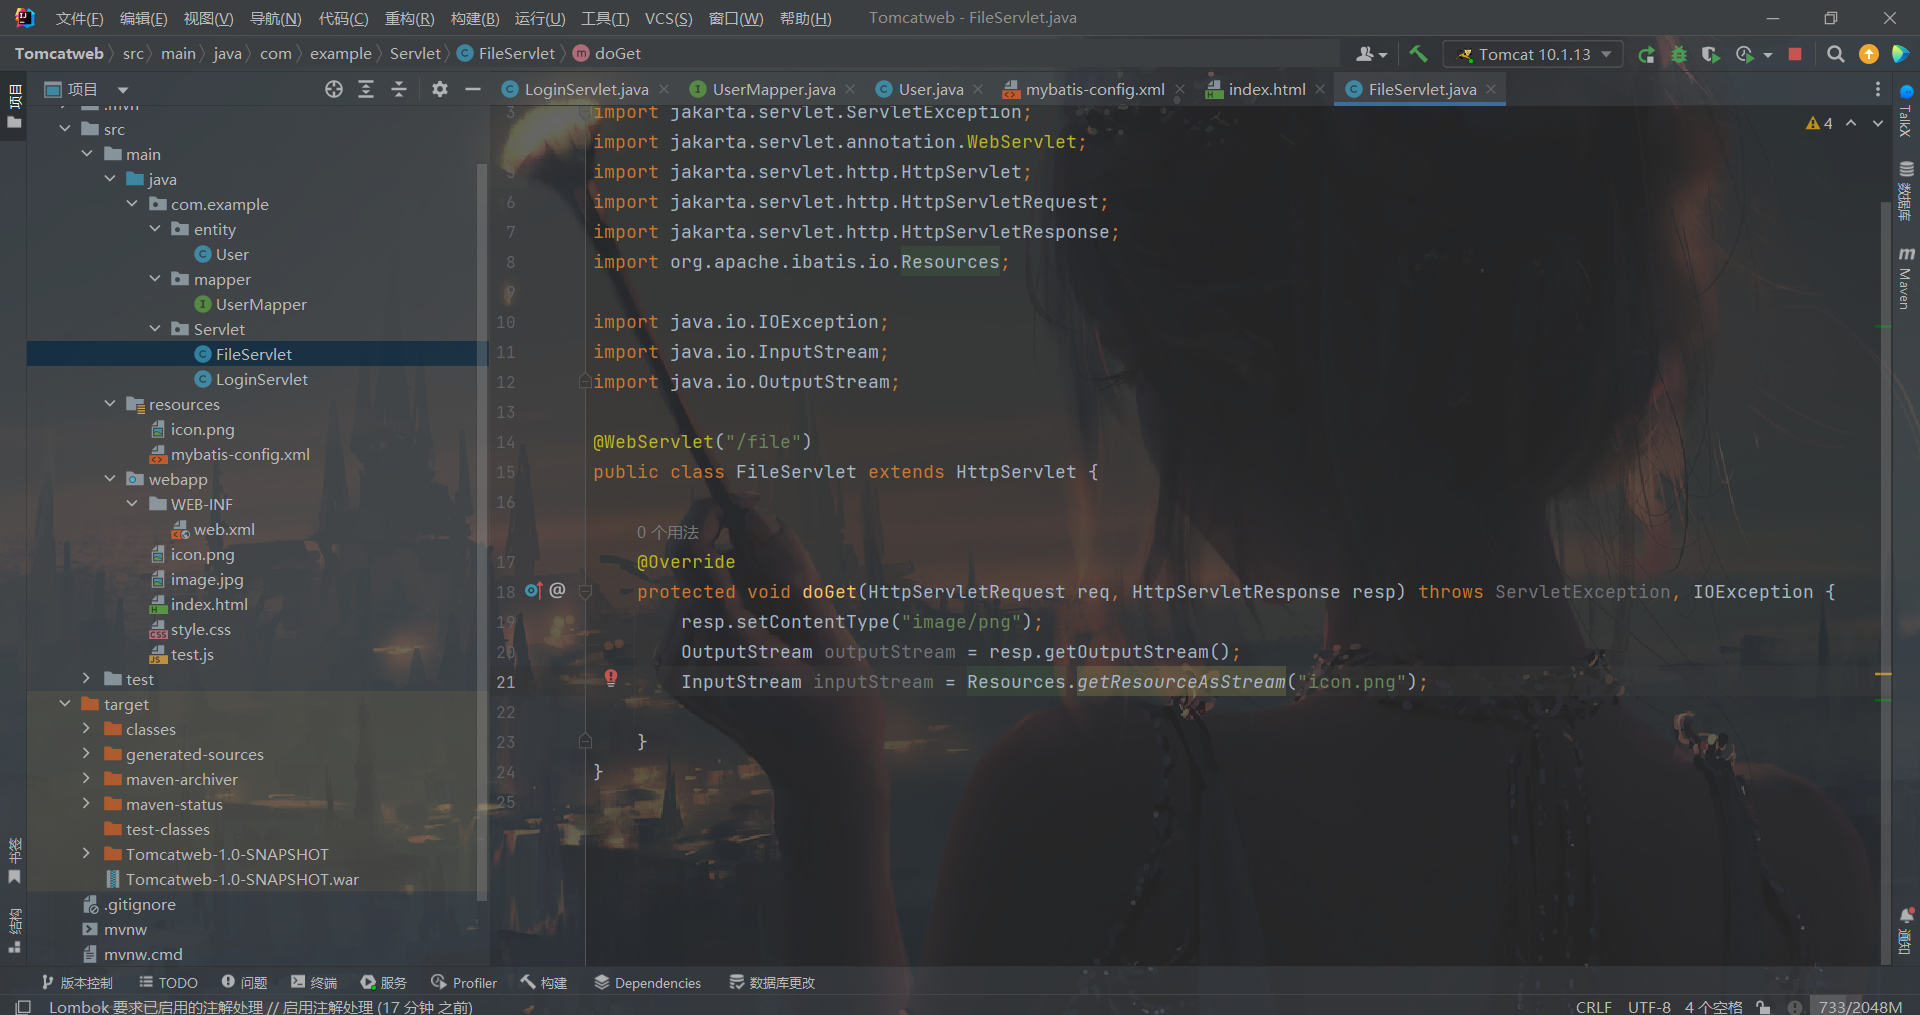 文件(F) 编辑(E) 视图(V) 导航(N) 代码(C) 重构(R) 构建(B) 运行(U) 工具(T) VCS(S) 窗口(W) 帮助(H) Tomcatweb - FileServlet.java
Tomcatweb src main java com example Servlet FileServlet doGet Tomcat 10.1.13
项目
LoginServlet.java UserMapper.java User.java mybatis-config.xml index.html FileServlet.java
src
main
java
com.example
entity
User
mapper
UserMapper
Servlet
FileServlet
LoginServlet
resources
icon.png
mybatis-config.xml
webapp
WEB-INF
web.xml
icon.png
image.jpg
index.html
style.css
test.js
test
target
classes
generated-sources
maven-archiver
maven-status
test-classes
Tomcatweb-1.0-SNAPSHOT
Tomcatweb-1.0-SNAPSHOT.war
.gitignore
mvnw
mvnw.cmd
3 import jakarta.servlet.ServletException;
import jakarta.servlet.annotation.WebServlet;
5 import jakarta.servlet.http.HttpServlet;
6 import jakarta.servlet.http.HttpServletRequest;
7 import jakarta.servlet.http.HttpServletResponse;
8 import org.apache.ibatis.io.Resources;
9
10 import java.io.IOException;
11 import java.io.InputStream;
12 import java.io.OutputStream;
13
14 @WebServlet("/file")
15 public class FileServlet extends HttpServlet {
16
0 个用法
17 @Override
18 protected void doGet(HttpServletRequest req, HttpServletResponse resp) throws ServletException, IOException {
19 resp.setContentType("image/png");
20 OutputStream outputStream = resp.getOutputStream();
21 InputStream inputStream = Resources.getResourceAsStream("icon.png");
22
23 }
24 }
25
4
项目
书签
结构
TalkX
数据库
m
Maven
通知
版本控制 TODO 问题 终端 服务 Profiler 构建 Dependencies 数据库更改
Lombok 要求已启用的注解处理 // 启用注解处理 (17 分钟 之前) CRLF UTF-8 4 个空格 733/2048M